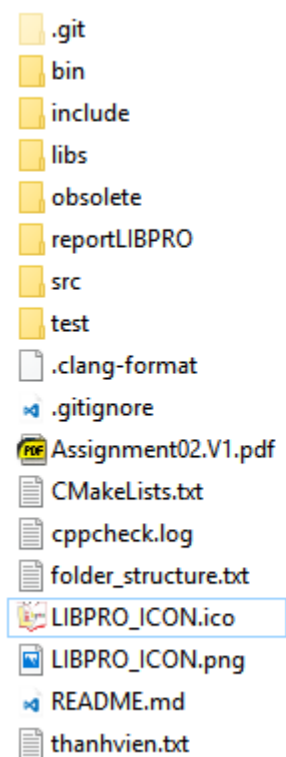 .git
bin
include
libs
obsolete
reportLIBPRO
src
test
.clang-format
.gitignore
Assignment02.V1.pdf
CMakeLists.txt
cppcheck.log
folder_structure.txt
LIBPRO_ICON.ico
LIBPRO_ICON.png
README.md
thanhvien.txt